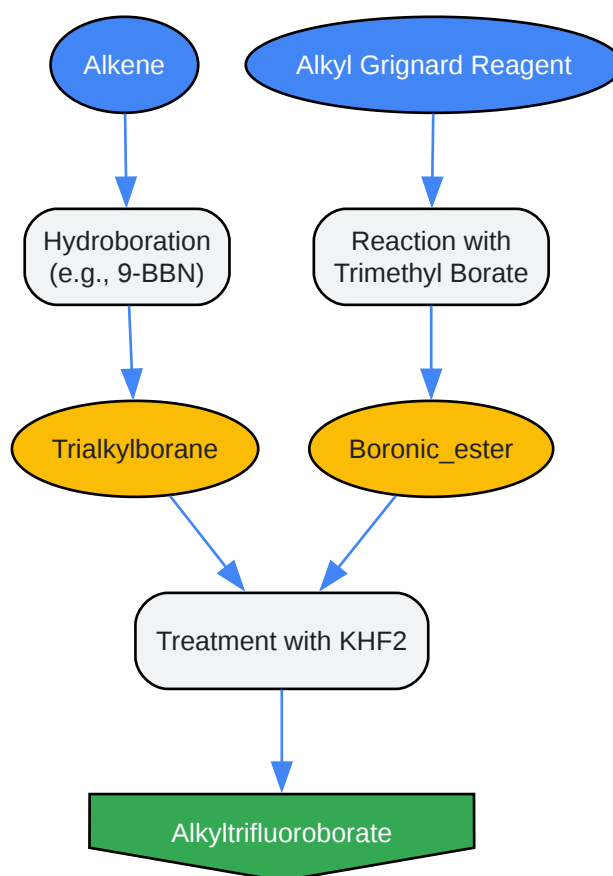 Alkene
Alkyl Grignard Reagent
Hydroboration
(e.g., 9-BBN)
Reaction with
Trimethyl Borate
Trialkylborane
Boronic_ester
Treatment with KHF2
Alkyltrifluoroborate